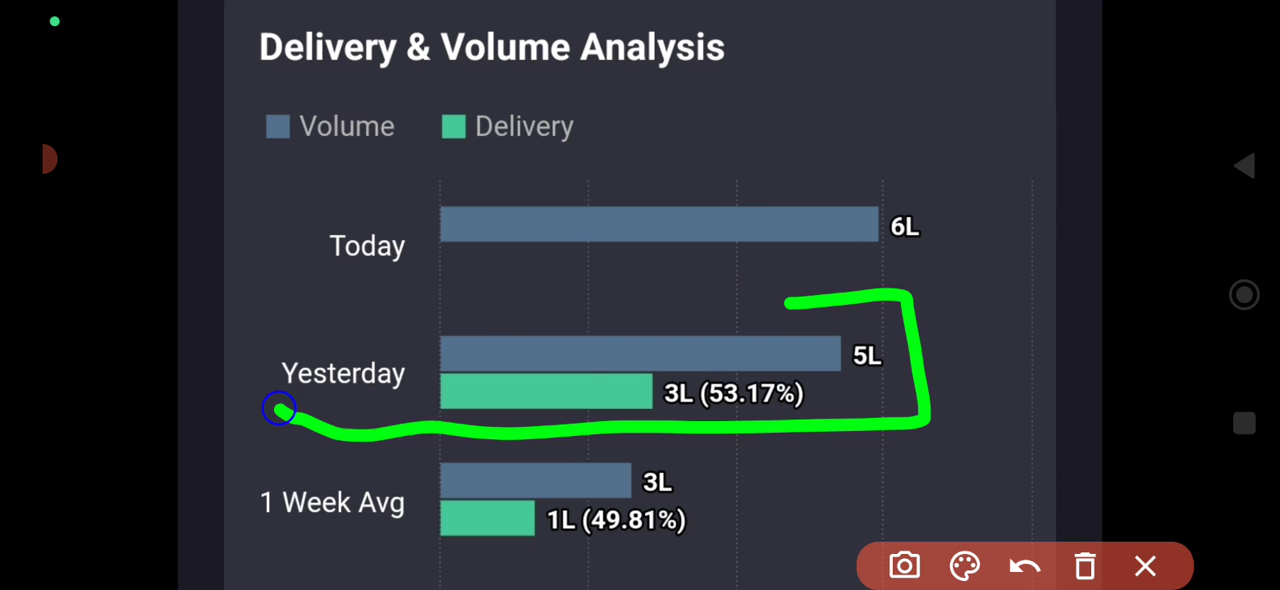 Delivery & Volume Analysis
Volume Delivery
Today 6L
Yesterday 5L
3L (53.17%)
1 Week Avg 3L
1L (49.81%)